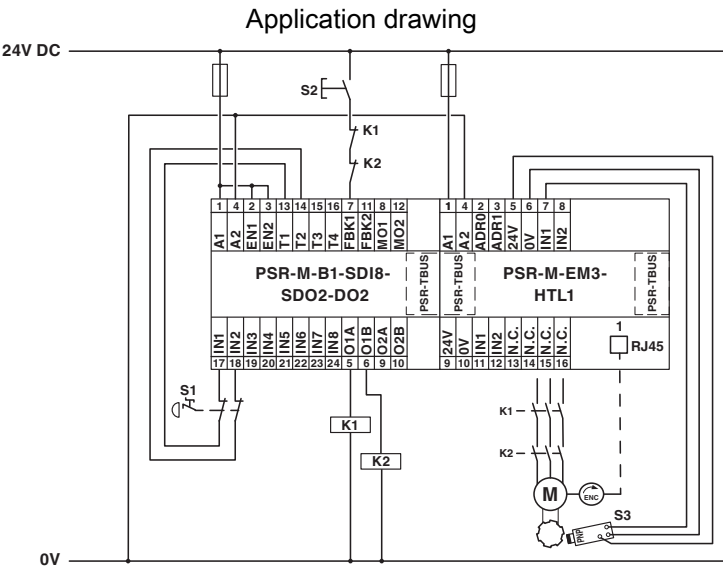 Application drawing
24V DC
S2
K1
K2
1 4 2 3 13 14 15 16 7 11 8 12
A1 A2 EN1 EN2 T1 T2 T3 T4 FBK1 FBK2 MO1 MO2
1 4 2 3 5 6 7 8
A1 A2 ADR0 ADR1 24V 0V IN1 IN2
PSR-M-B1-SDI8-
SDO2-DO2
PSR-TBUS
PSR-TBUS
PSR-M-EM3-
HTL1
PSR-TBUS
IN1 IN2 IN3 IN4 IN5 IN6 IN7 IN8 O1A O1B O2A O2B
17 18 19 20 21 22 23 24 5 6 9 10
24V 0V IN1 IN2 N.C. N.C. N.C. N.C.
9 10 11 12 13 14 15 16
1
RJ45
S1
K1
K2
K1
K2
M
ENC
S3
PNP
0V